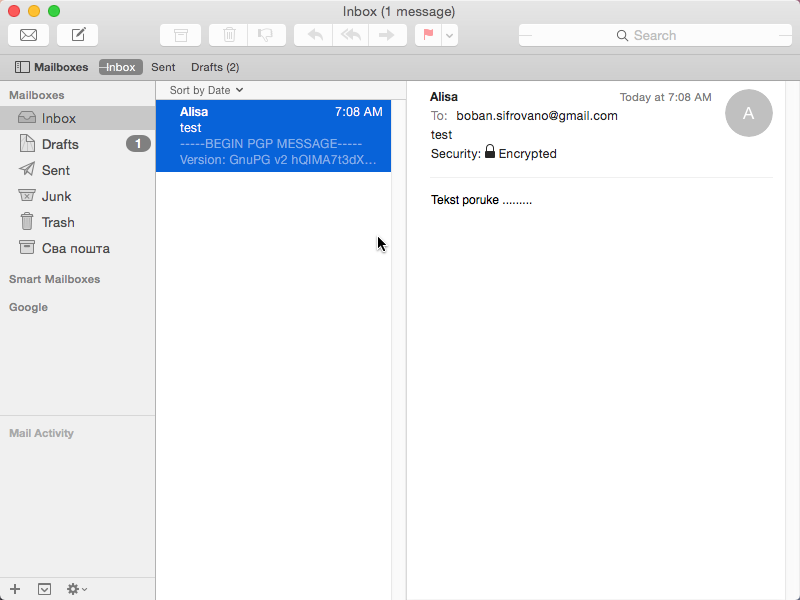 Inbox (1 message)
Search
Mailboxes Inbox Sent Drafts (2)
Mailboxes
Inbox
Drafts 1
Sent
Junk
Trash
Сва пошта
Smart Mailboxes
Google
Mail Activity
Sort by Date
Alisa 7:08 AM
test
-----BEGIN PGP MESSAGE-----
Version: GnuPG v2 hQIMA7t3dX...
Alisa Today at 7:08 AM
A
To: boban.sifrovano@gmail.com
test
Security: Encrypted
Tekst poruke .........